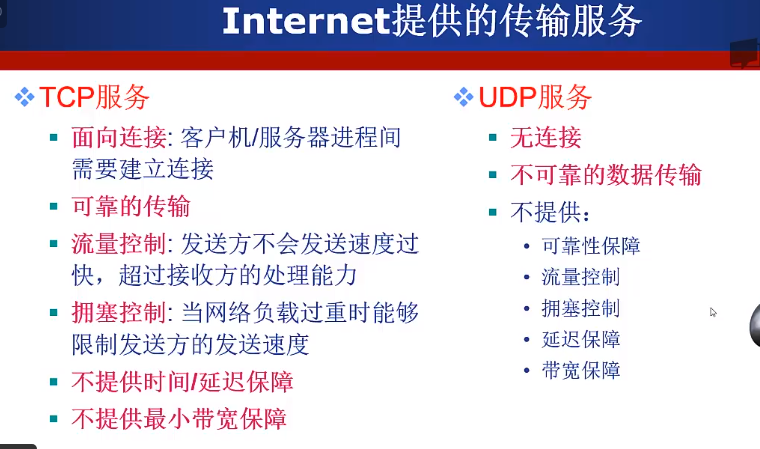 Internet提供的传输服务
TCP服务
面向连接: 客户机/服务器进程间
需要建立连接
可靠的传输
流量控制: 发送方不会发送速度过
快，超过接收方的处理能力
拥塞控制: 当网络负载过重时能够
限制发送方的发送速度
不提供时间/延迟保障
不提供最小带宽保障
UDP服务
无连接
不可靠的数据传输
不提供：
可靠性保障
流量控制
拥塞控制
延迟保障
带宽保障